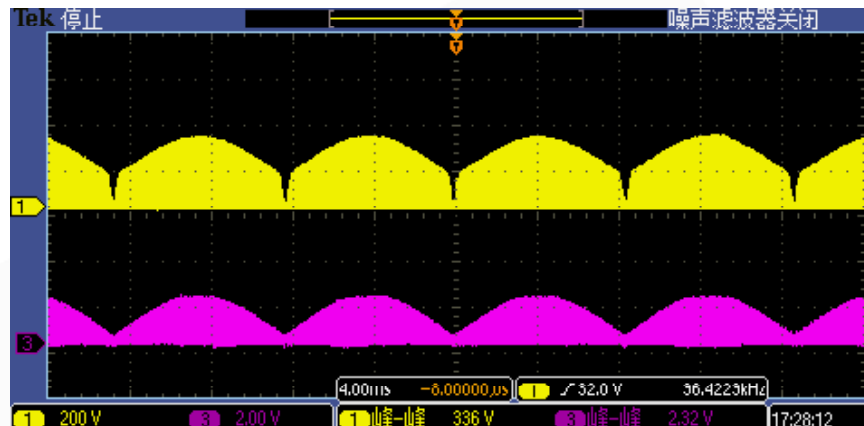 Tek 停止 噪声滤波器关闭
1
3
4.00ms -6.00000μs 1 32.0 V 36.4223kHz
1 200 V 3 2.00 V 1 峰-峰 336 V 3 峰-峰 2.32 V 17:28:12